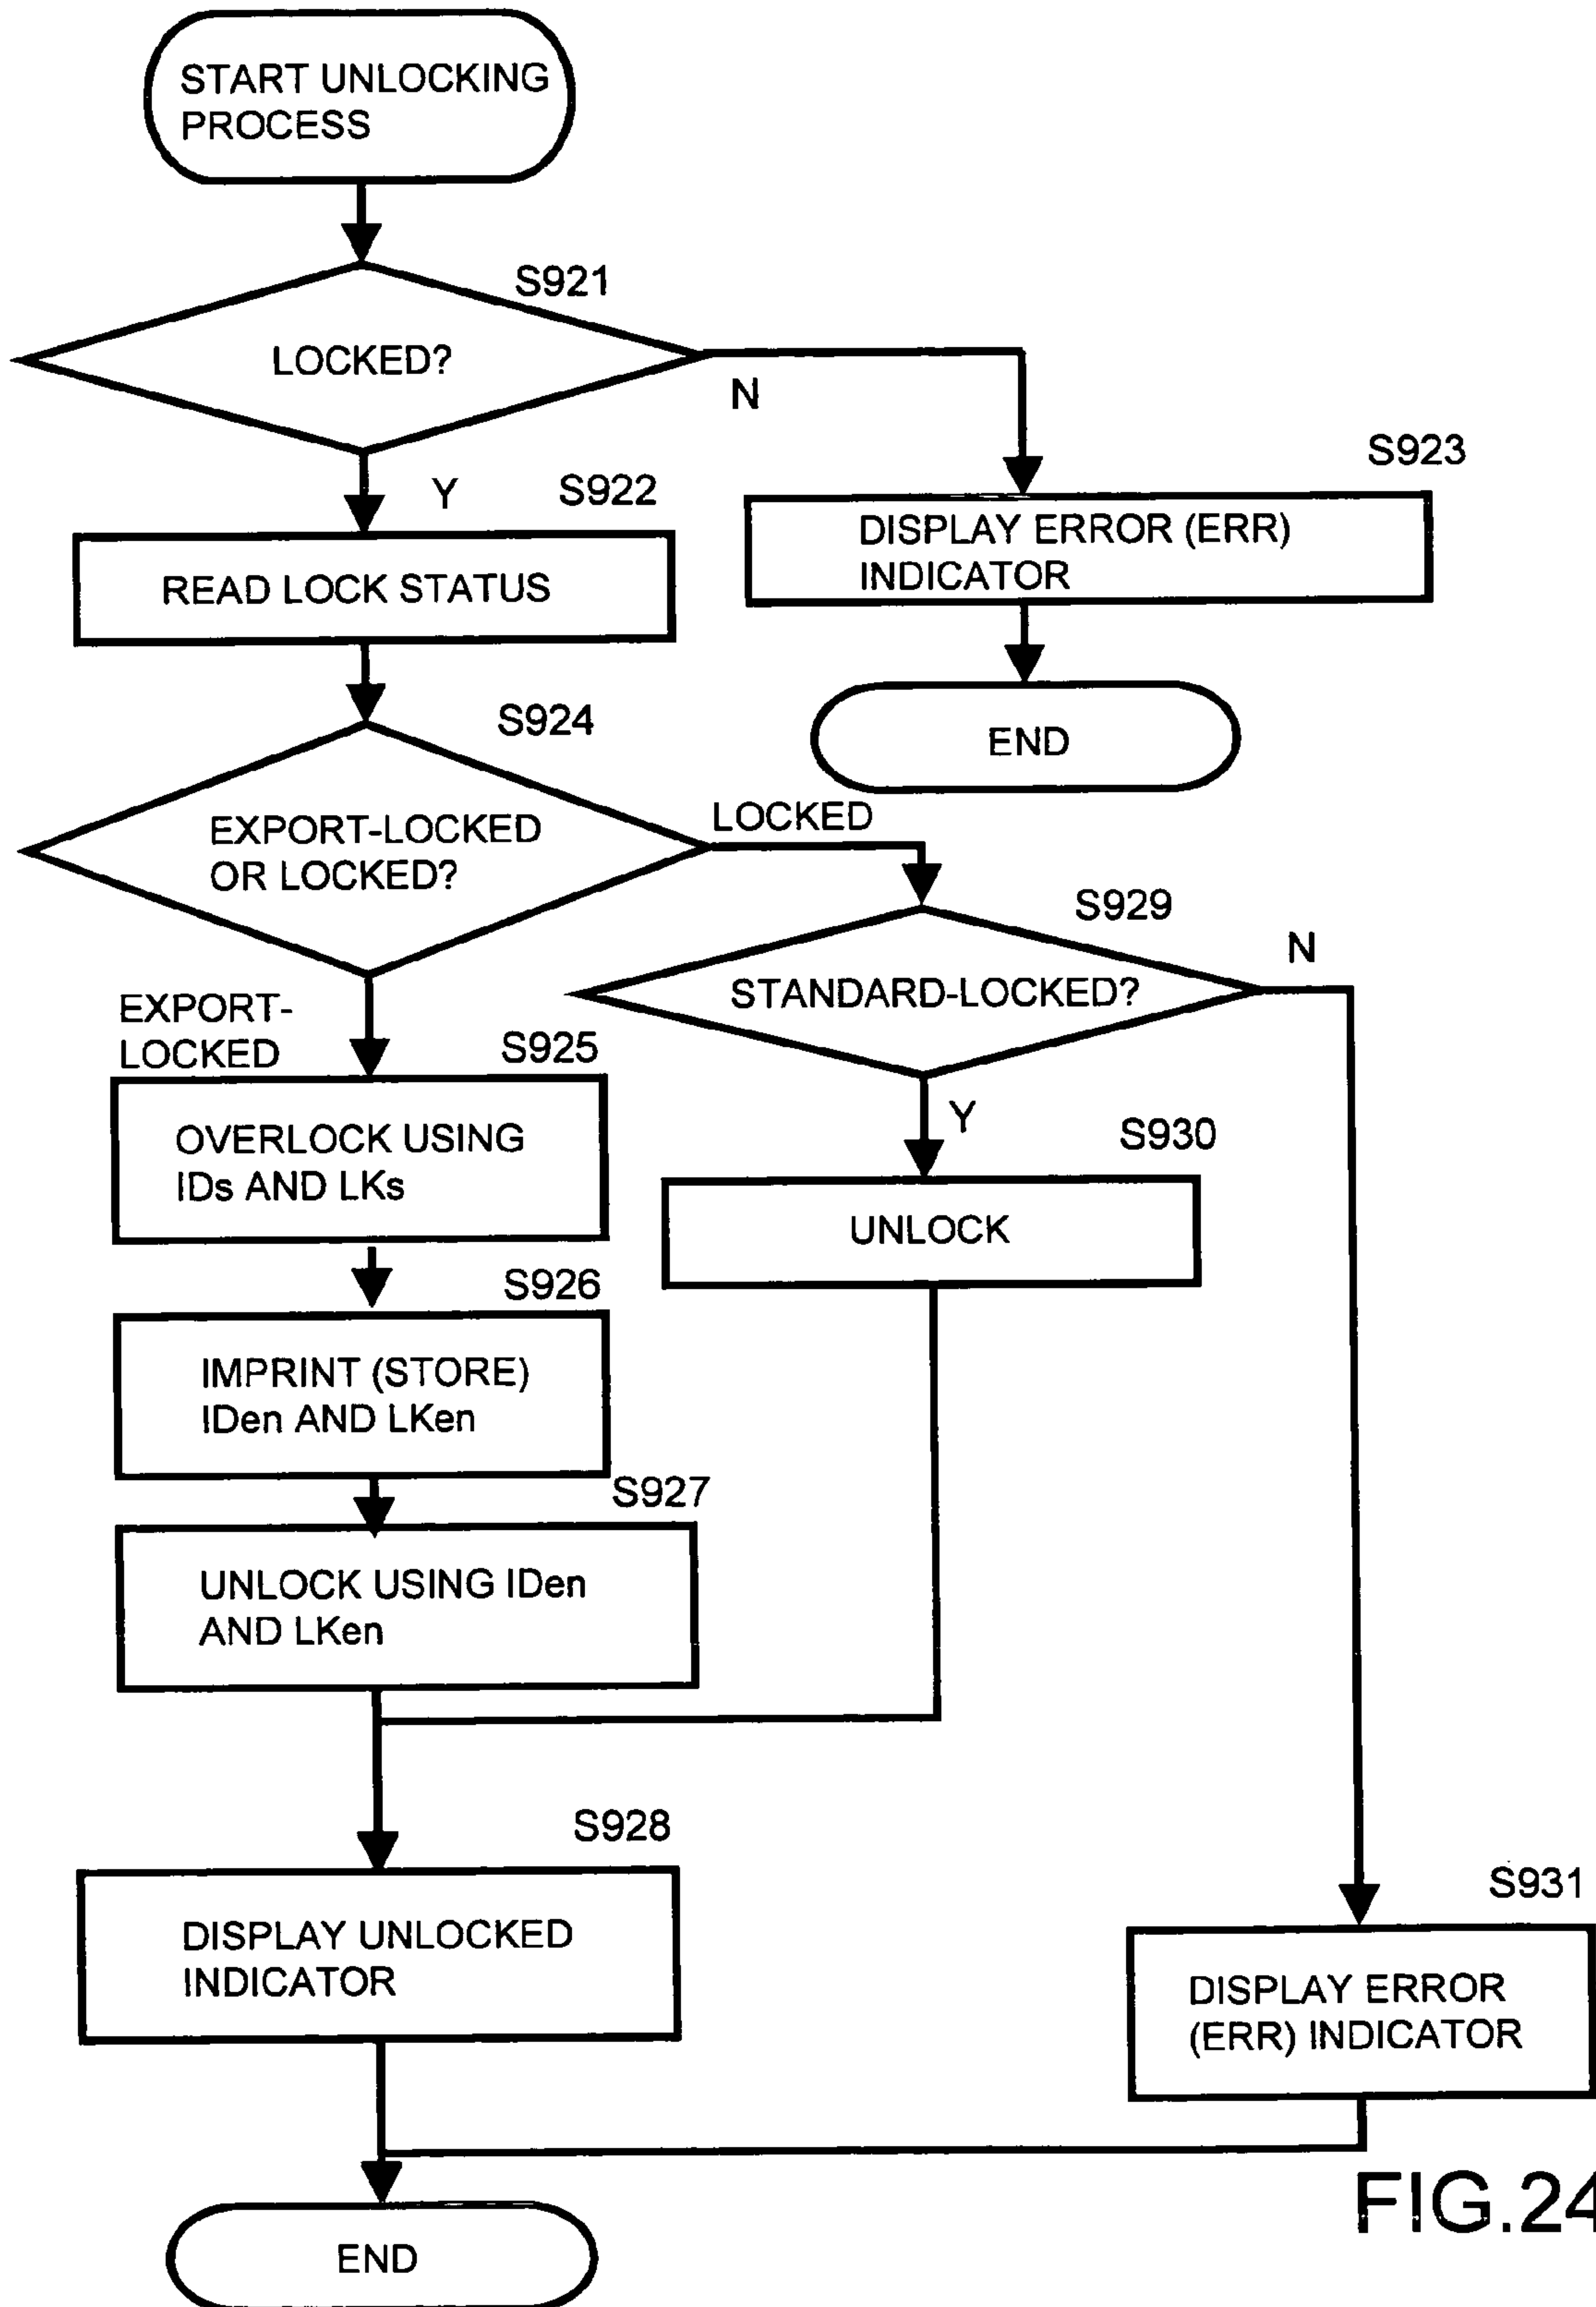 START UNLOCKING
PROCESS
S921
LOCKED?
N
S923
Y
S922
DISPLAY ERROR (ERR)
INDICATOR
READ LOCK STATUS
END
S924
EXPORT-LOCKED
OR LOCKED?
LOCKED
S929
STANDARD-LOCKED?
N
EXPORT-
LOCKED
S925
OVERLOCK USING
IDs AND LKs
Y
S930
UNLOCK
S926
IMPRINT (STORE)
IDen AND LKen
S927
UNLOCK USING IDen
AND LKen
S928
DISPLAY UNLOCKED
INDICATOR
S931
DISPLAY ERROR
(ERR) INDICATOR
END
FIG.24